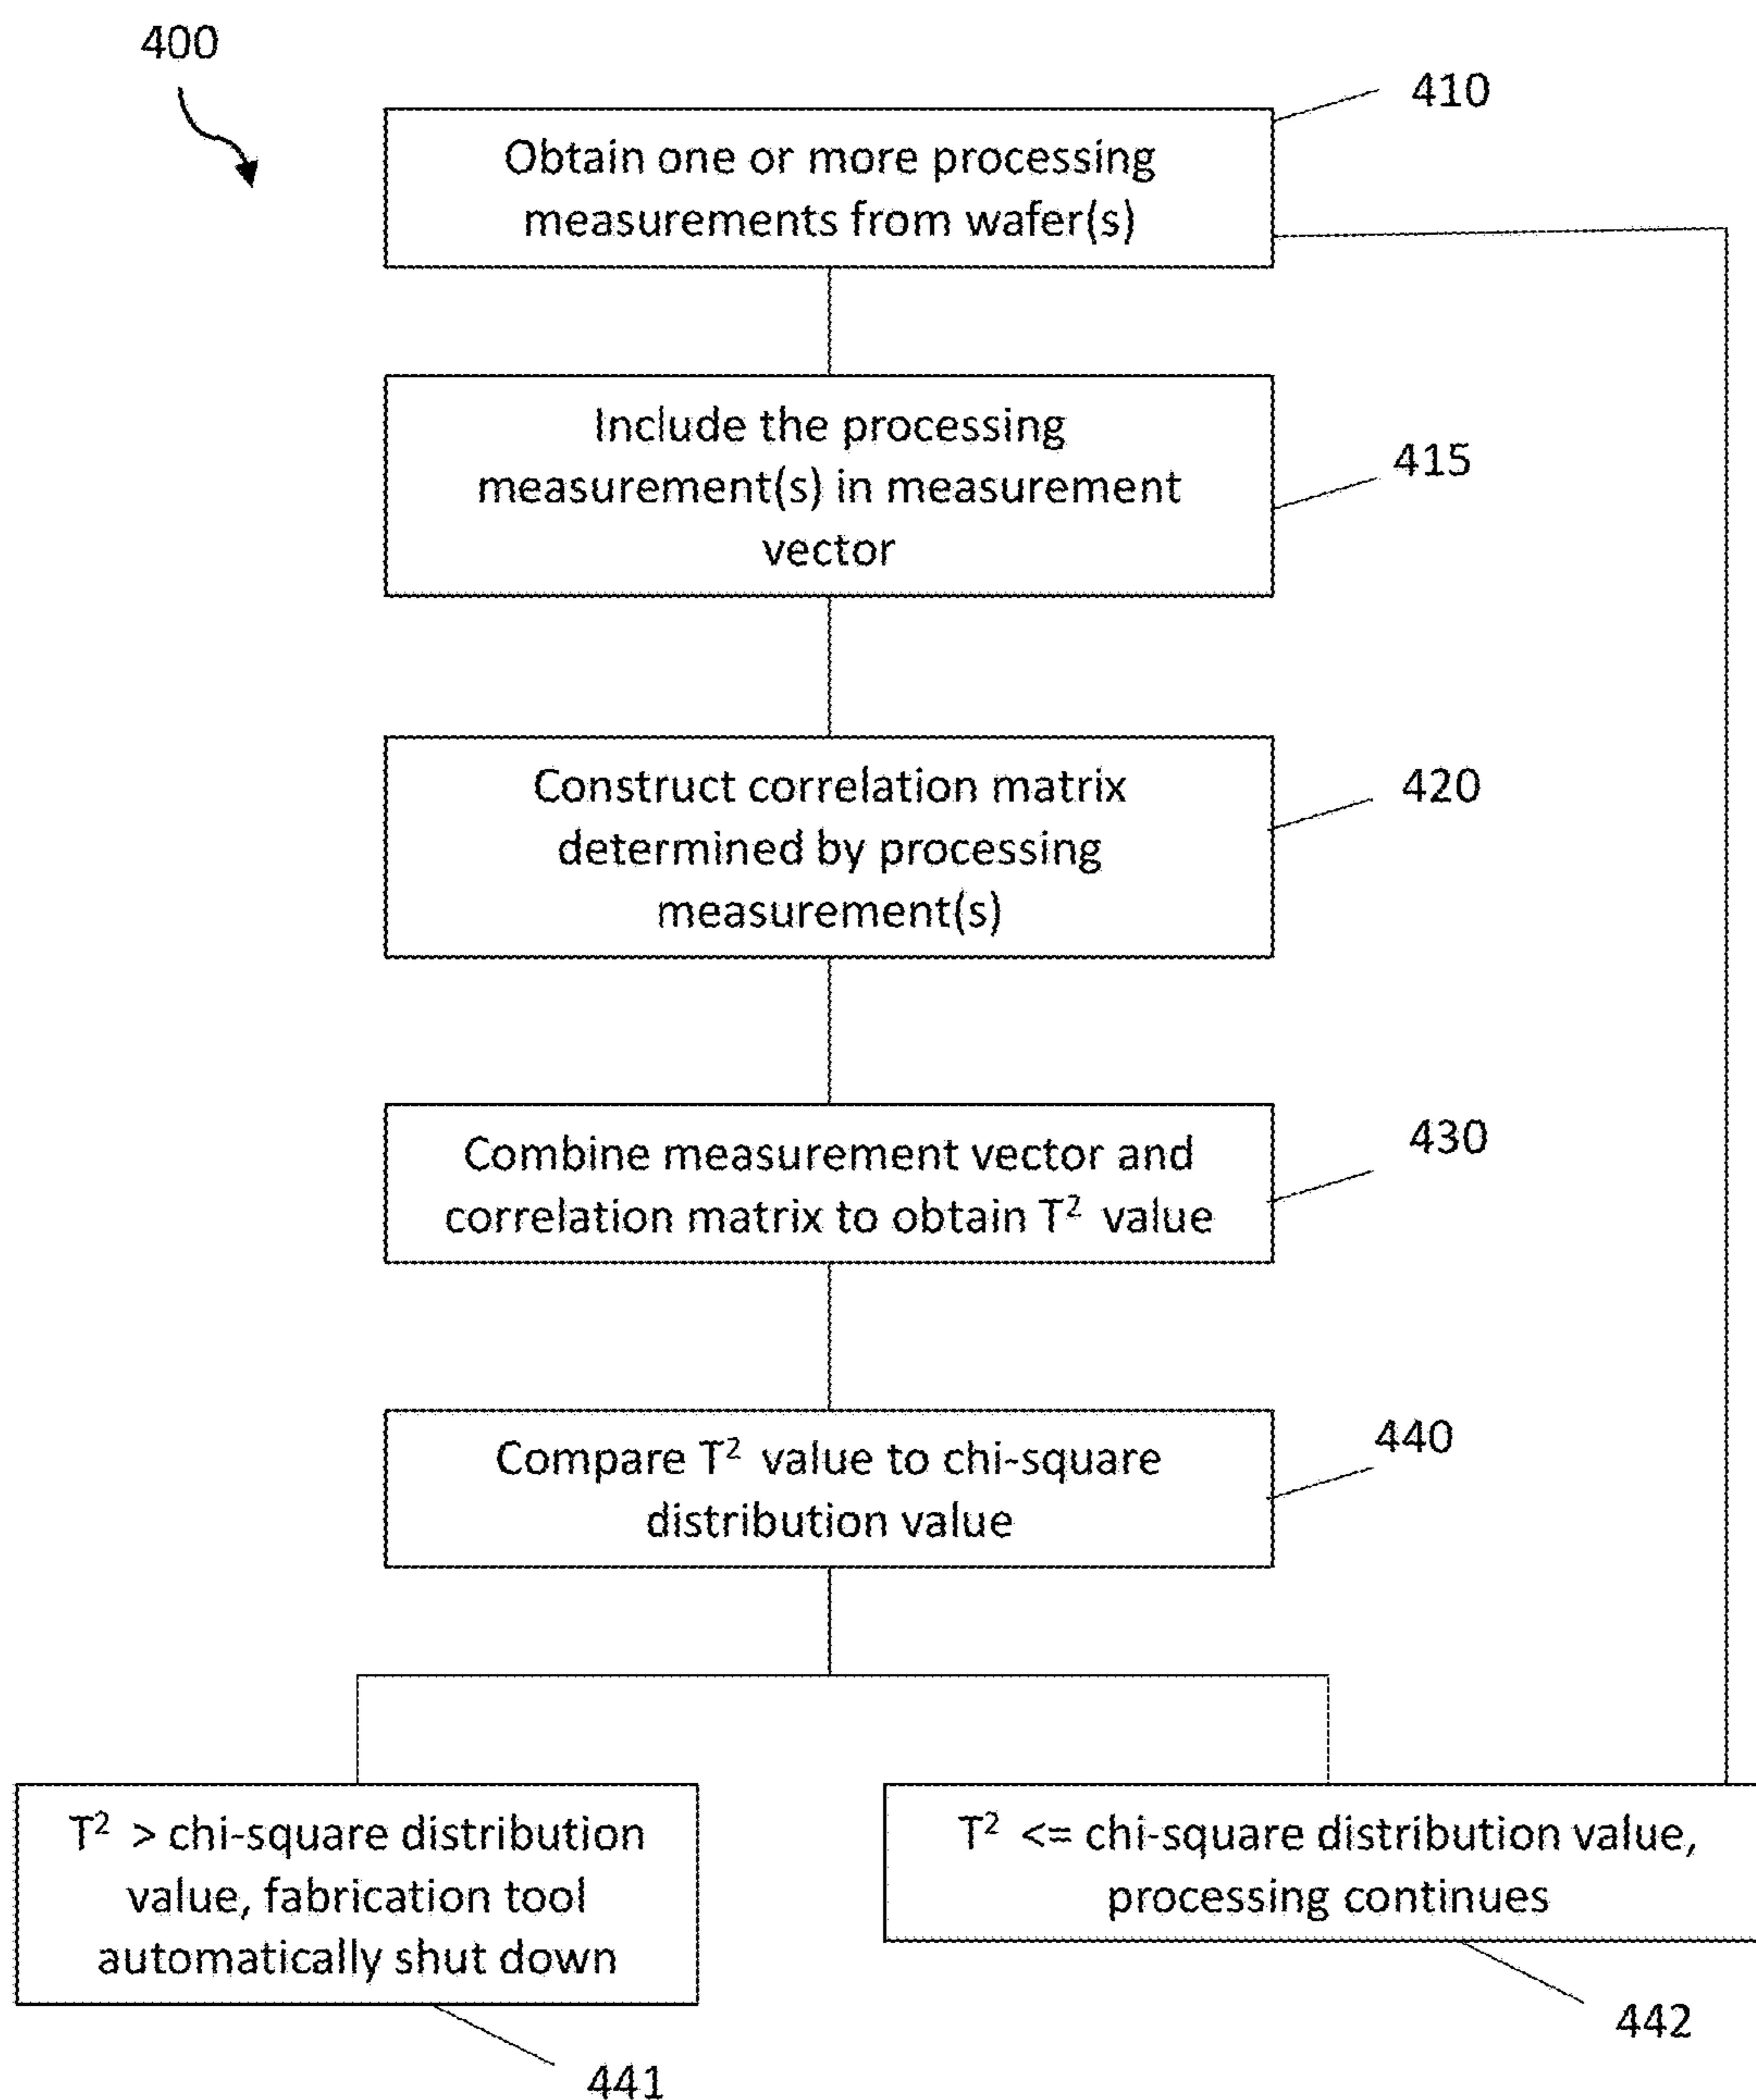 400
410
Obtain one or more processing
measurements from wafer(s)
Include the processing
measurement(s) in measurement
vector
415
Construct correlation matrix
determined by processing
measurement(s)
420
Combine measurement vector and
correlation matrix to obtain T² value
430
Compare T² value to chi-square
distribution value
440
T² > chi-square distribution
value, fabrication tool
automatically shut down
441
T² <= chi-square distribution value,
processing continues
442